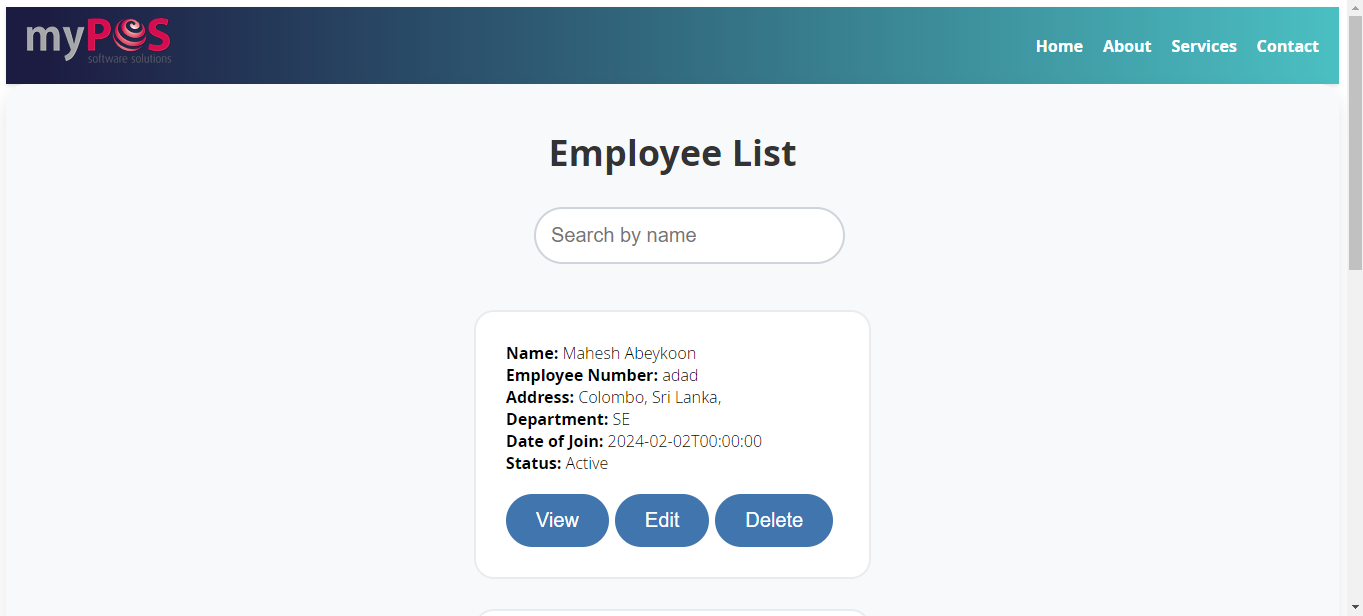 myPOS
software solutions
Home About Services Contact
Employee List
Search by name
Name: Mahesh Abeykoon
Employee Number: adad
Address: Colombo, Sri Lanka,
Department: SE
Date of Join: 2024-02-02T00:00:00
Status: Active
View Edit Delete